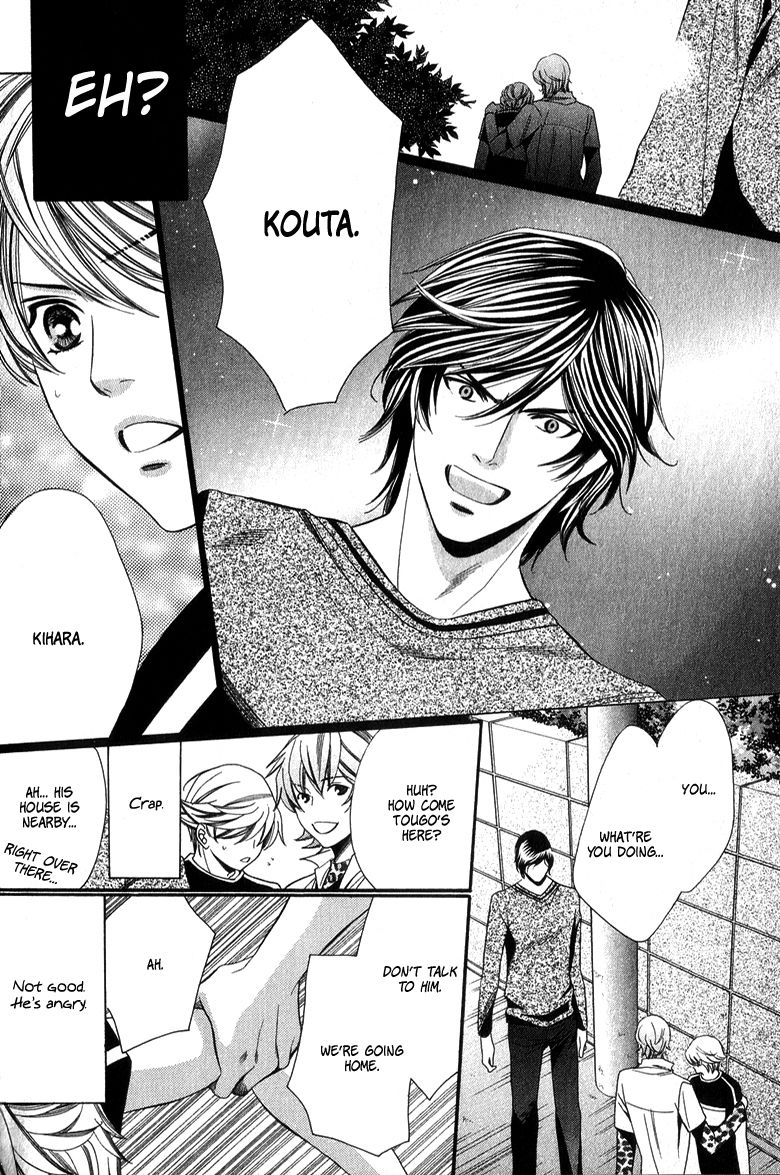 KOUTA.
EH?
KIHARA.
YOU...
WHAT'RE
YOU DOING...
HUH?
HOW COME
TOUGO'S
HERE?
Crap.
AH... HIS
HOUSE IS
NEARBY...
RIGHT OVER
THERE...
DON'T TALK
TO HIM.
WE'RE GOING
HOME.
AH.
Not good.
He's angry.